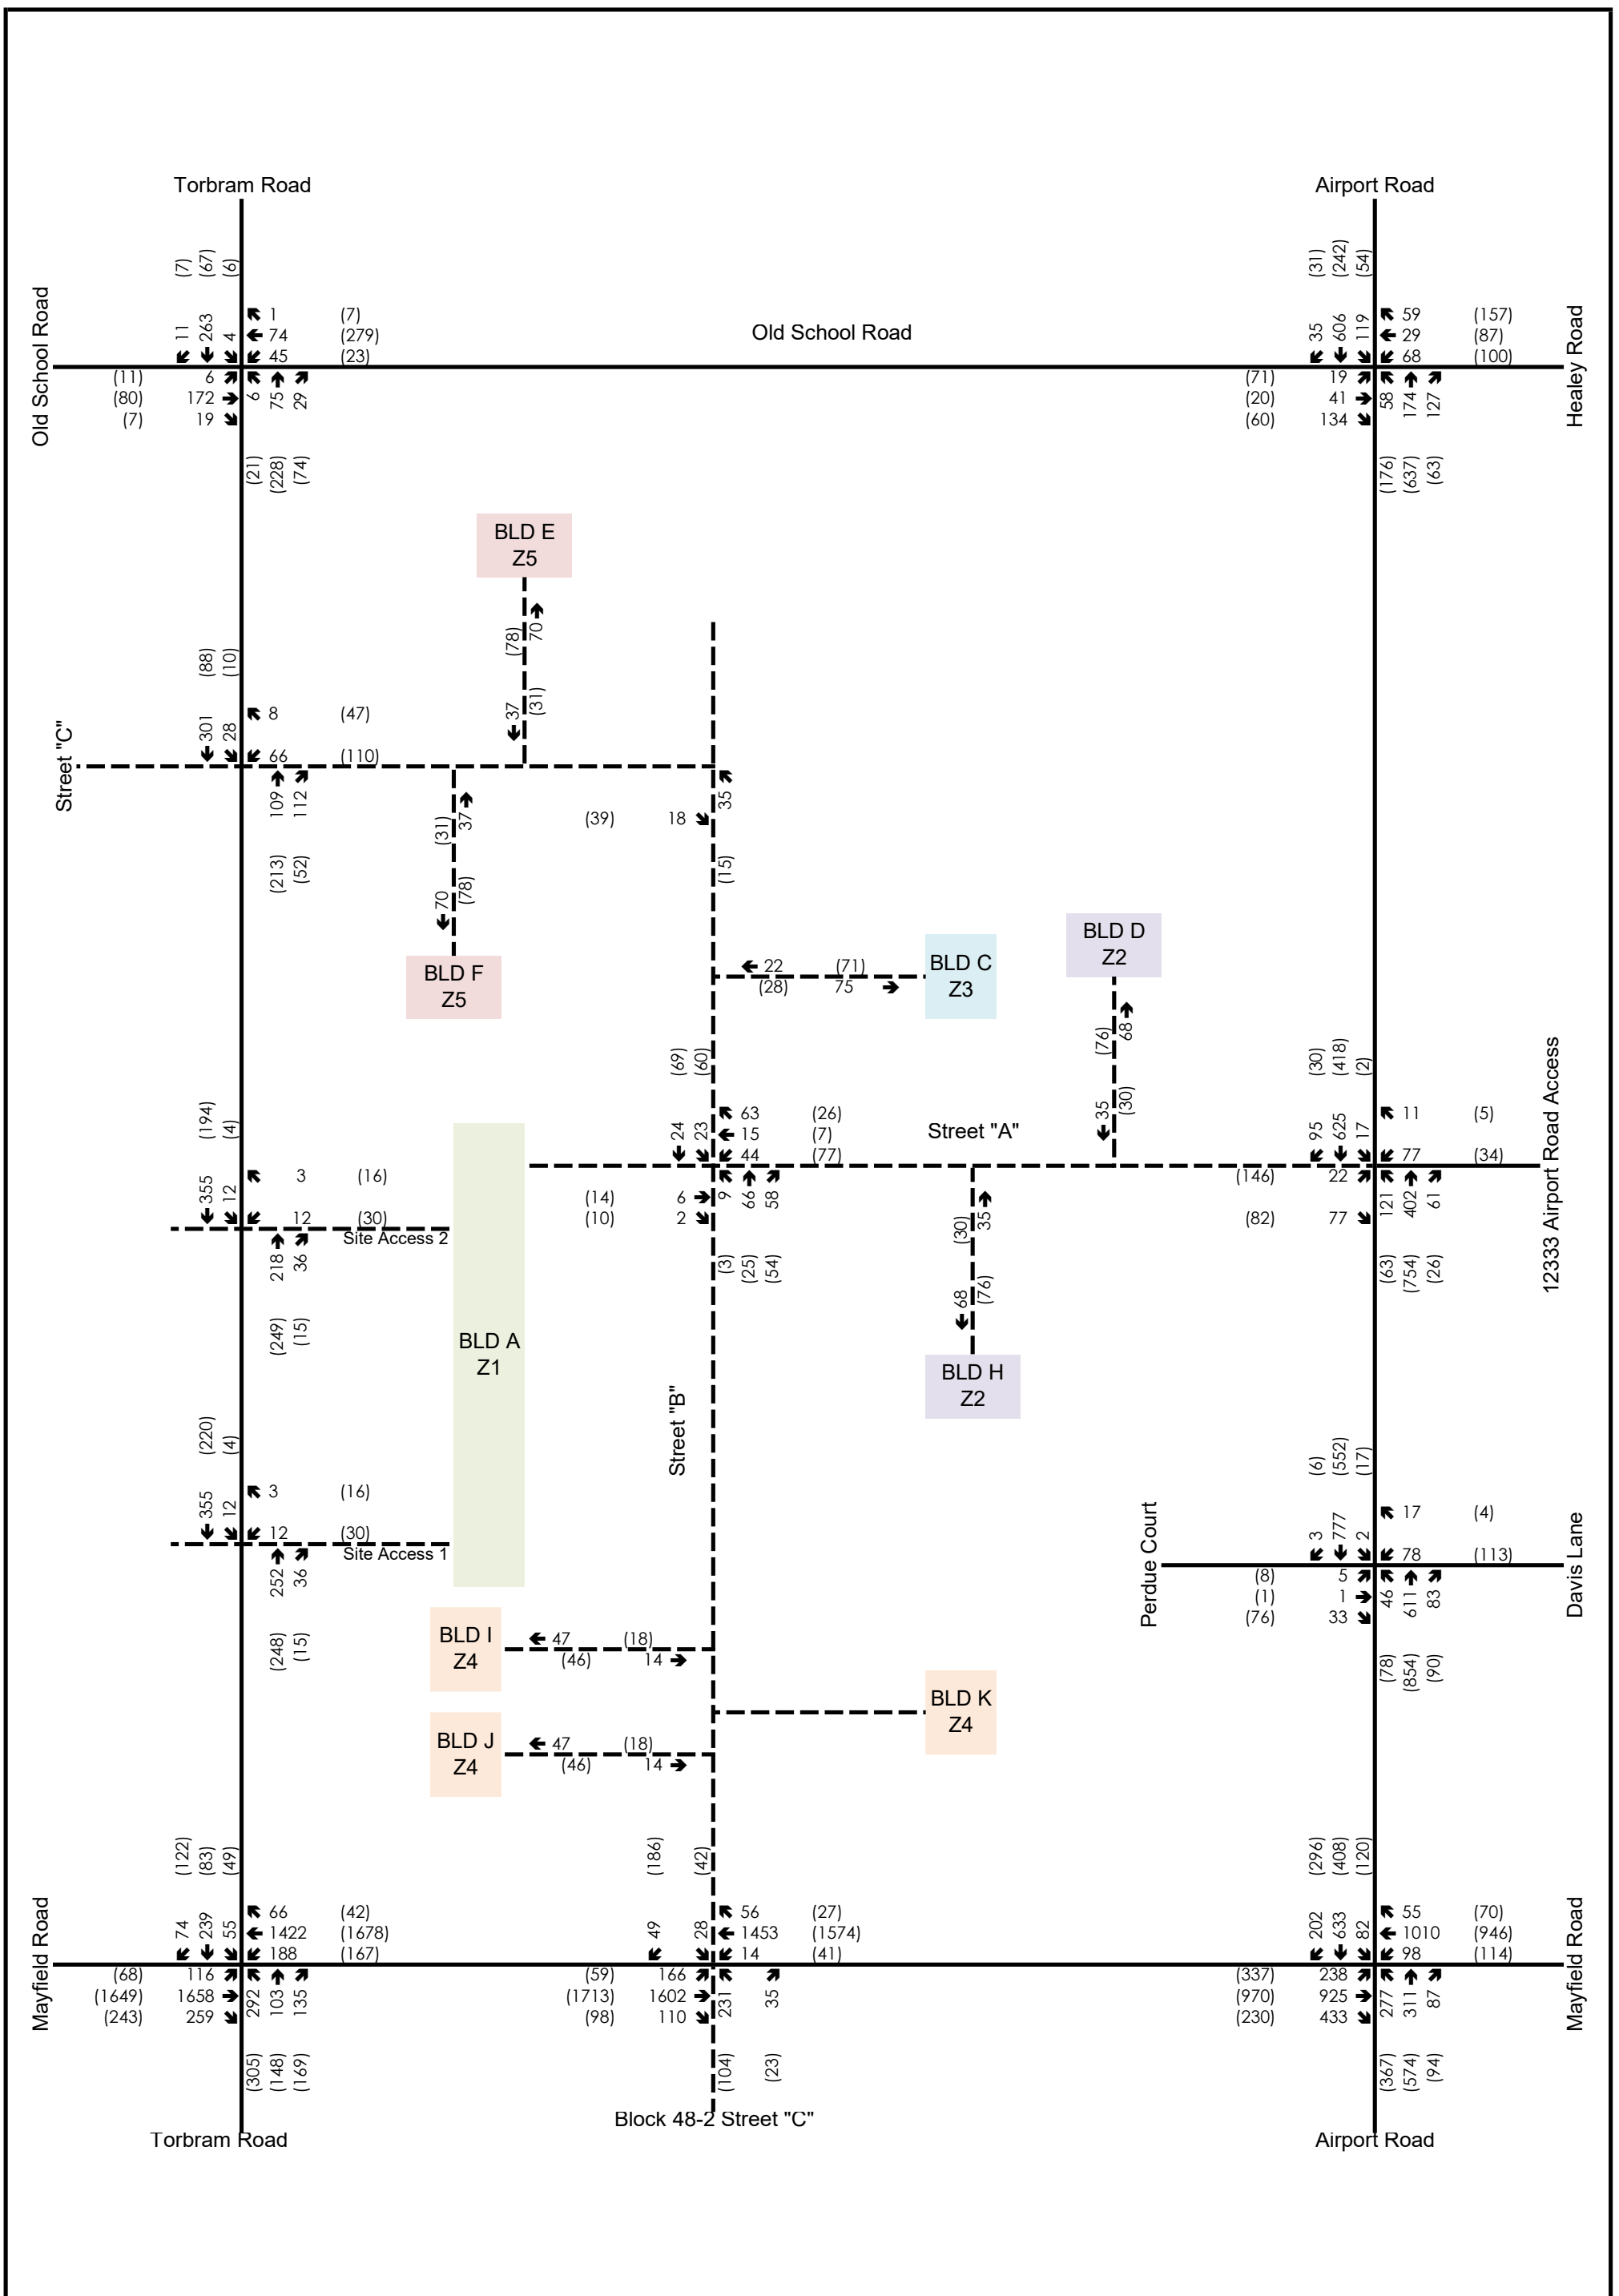 Torbram Road
Airport Road
(7) (67) (6)
(31) (242) (54)
Old School Road
11 263 4
1 (7)
74 (279)
45 (23)
Old School Road
35 606 119
59 (157)
29 (87)
68 (100)
Healey Road
(11) 6
(80) 172
(7) 19
6 75 29
(71) 19
(20) 41
(60) 134
58 174 127
(21) (228) (74)
(176) (637) (63)
BLD E
Z5
(78) 70
37 (31)
(88) (10)
Street "C"
301 28
8 (47)
66 (110)
109 112
(213) (52)
(31) 37
70 (78)
BLD F
Z5
(39) 18
35
(15)
22 (71)
(28) 75
BLD C
Z3
BLD D
Z2
(76) 68
35 (30)
(69) (60)
24 23
63 (26)
15 (7)
44 (77)
Street "A"
(14) 6
(10) 2
9 66 58
(3) (25) (54)
(30) 35
68 (76)
BLD H
Z2
(30) (418) (2)
95 625 17
11 (5)
77 (34)
12333 Airport Road Access
(146) 22
(82) 77
121 402 61
(63) (754) (26)
(194) (4)
355 12
3 (16)
12 (30)
Site Access 2
218 36
(249) (15)
BLD A
Z1
Street "B"
(220) (4)
355 12
3 (16)
12 (30)
Site Access 1
252 36
(248) (15)
(6) (552) (17)
Perdue Court
3 777 2
17 (4)
78 (113)
Davis Lane
(8) 5
(1) 1
(76) 33
46 611 83
(78) (854) (90)
BLD I
Z4
47 (18)
(46) 14
BLD K
Z4
BLD J
Z4
47 (18)
(46) 14
(122) (83) (49)
(186) (42)
(296) (408) (120)
Mayfield Road
74 239 55
66 (42)
1422 (1678)
188 (167)
49 28
56 (27)
1453 (1574)
14 (41)
202 633 82
55 (70)
1010 (946)
98 (114)
Mayfield Road
(68) 116
(1649) 1658
(243) 259
292 103 135
(59) 166
(1713) 1602
(98) 110
231 35
(337) 238
(970) 925
(230) 433
277 311 87
(305) (148) (169)
(104) (23)
(367) (574) (94)
Block 48-2 Street "C"
Torbram Road
Airport Road